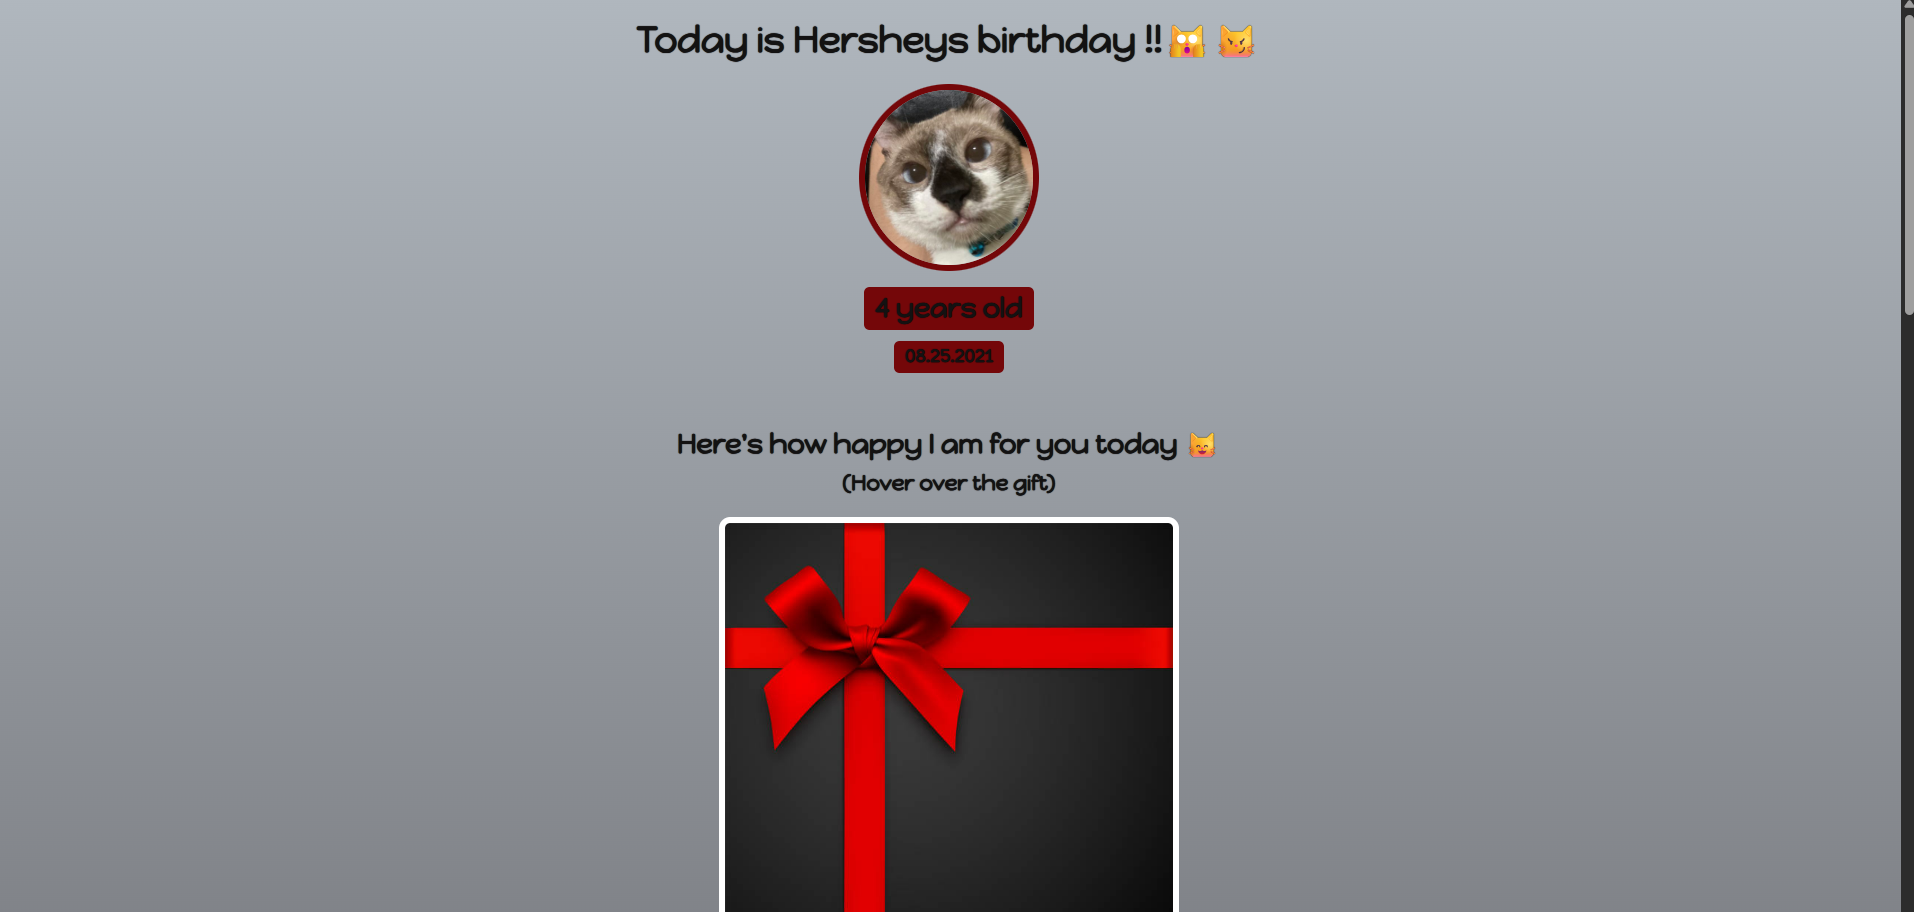 Today is Hersheys birthday !! 🙀 😼
4 years old
08.25.2021
Here's how happy I am for you today 😸
(Hover over the gift)